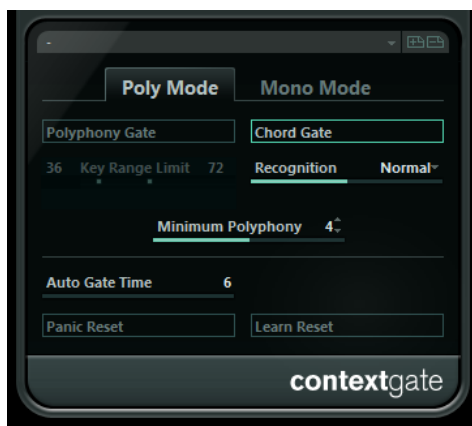 -
Poly Mode Mono Mode
Polyphony Gate Chord Gate
36 Key Range Limit 72 Recognition Normal
Minimum Polyphony 4
Auto Gate Time 6
Panic Reset Learn Reset
contextgate